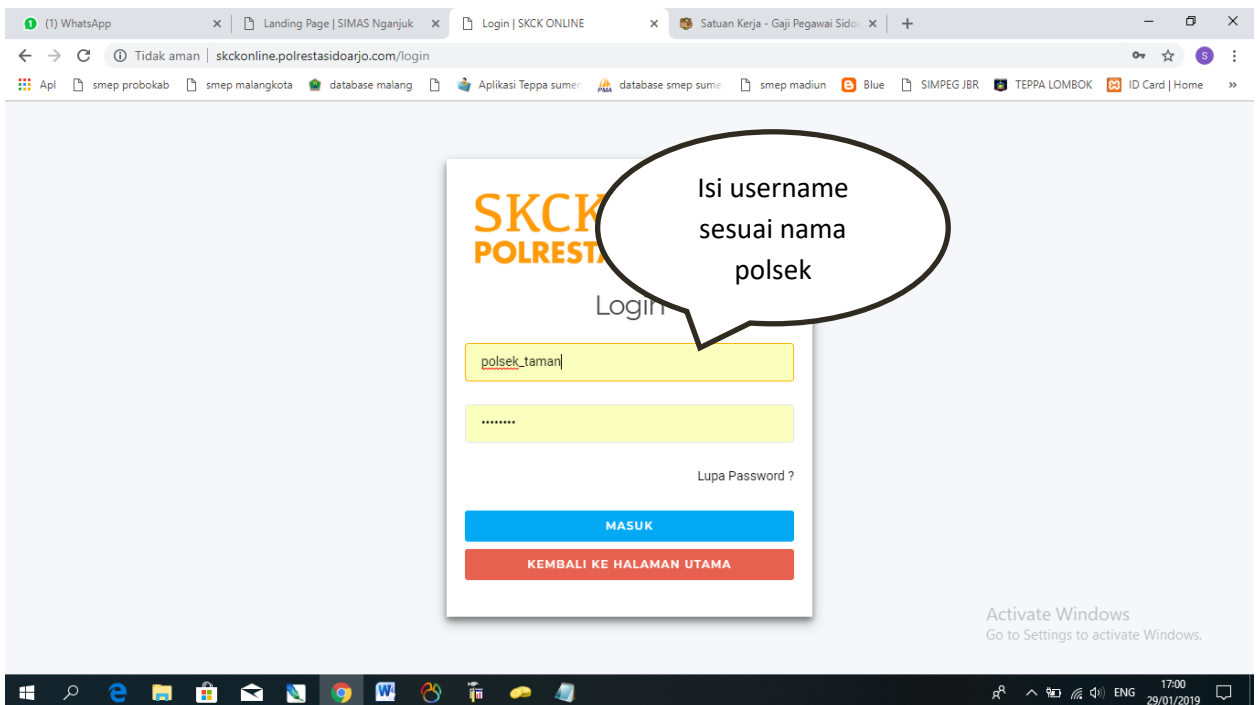 (1) WhatsApp
Landing Page | SIMAS Nganjuk
Login | SKCK ONLINE
Satuan Kerja - Gaji Pegawai Sido
Tidak aman | skckonline.polrestasidoarjo.com/login
S
Apl
smep probokab
smep malangkota
database malang
Aplikasi Teppa sumen
database smep sume
smep madiun
Blue
SIMPEG JBR
TEPPA LOMBOK
ID Card | Home
»
Isi username
sesuai nama
polsek
SKCK
POLRESTA
Login
polsek_taman
••••••••
Lupa Password ?
MASUK
KEMBALI KE HALAMAN UTAMA
Activate Windows
Go to Settings to activate Windows.
ENG
17:00
29/01/2019